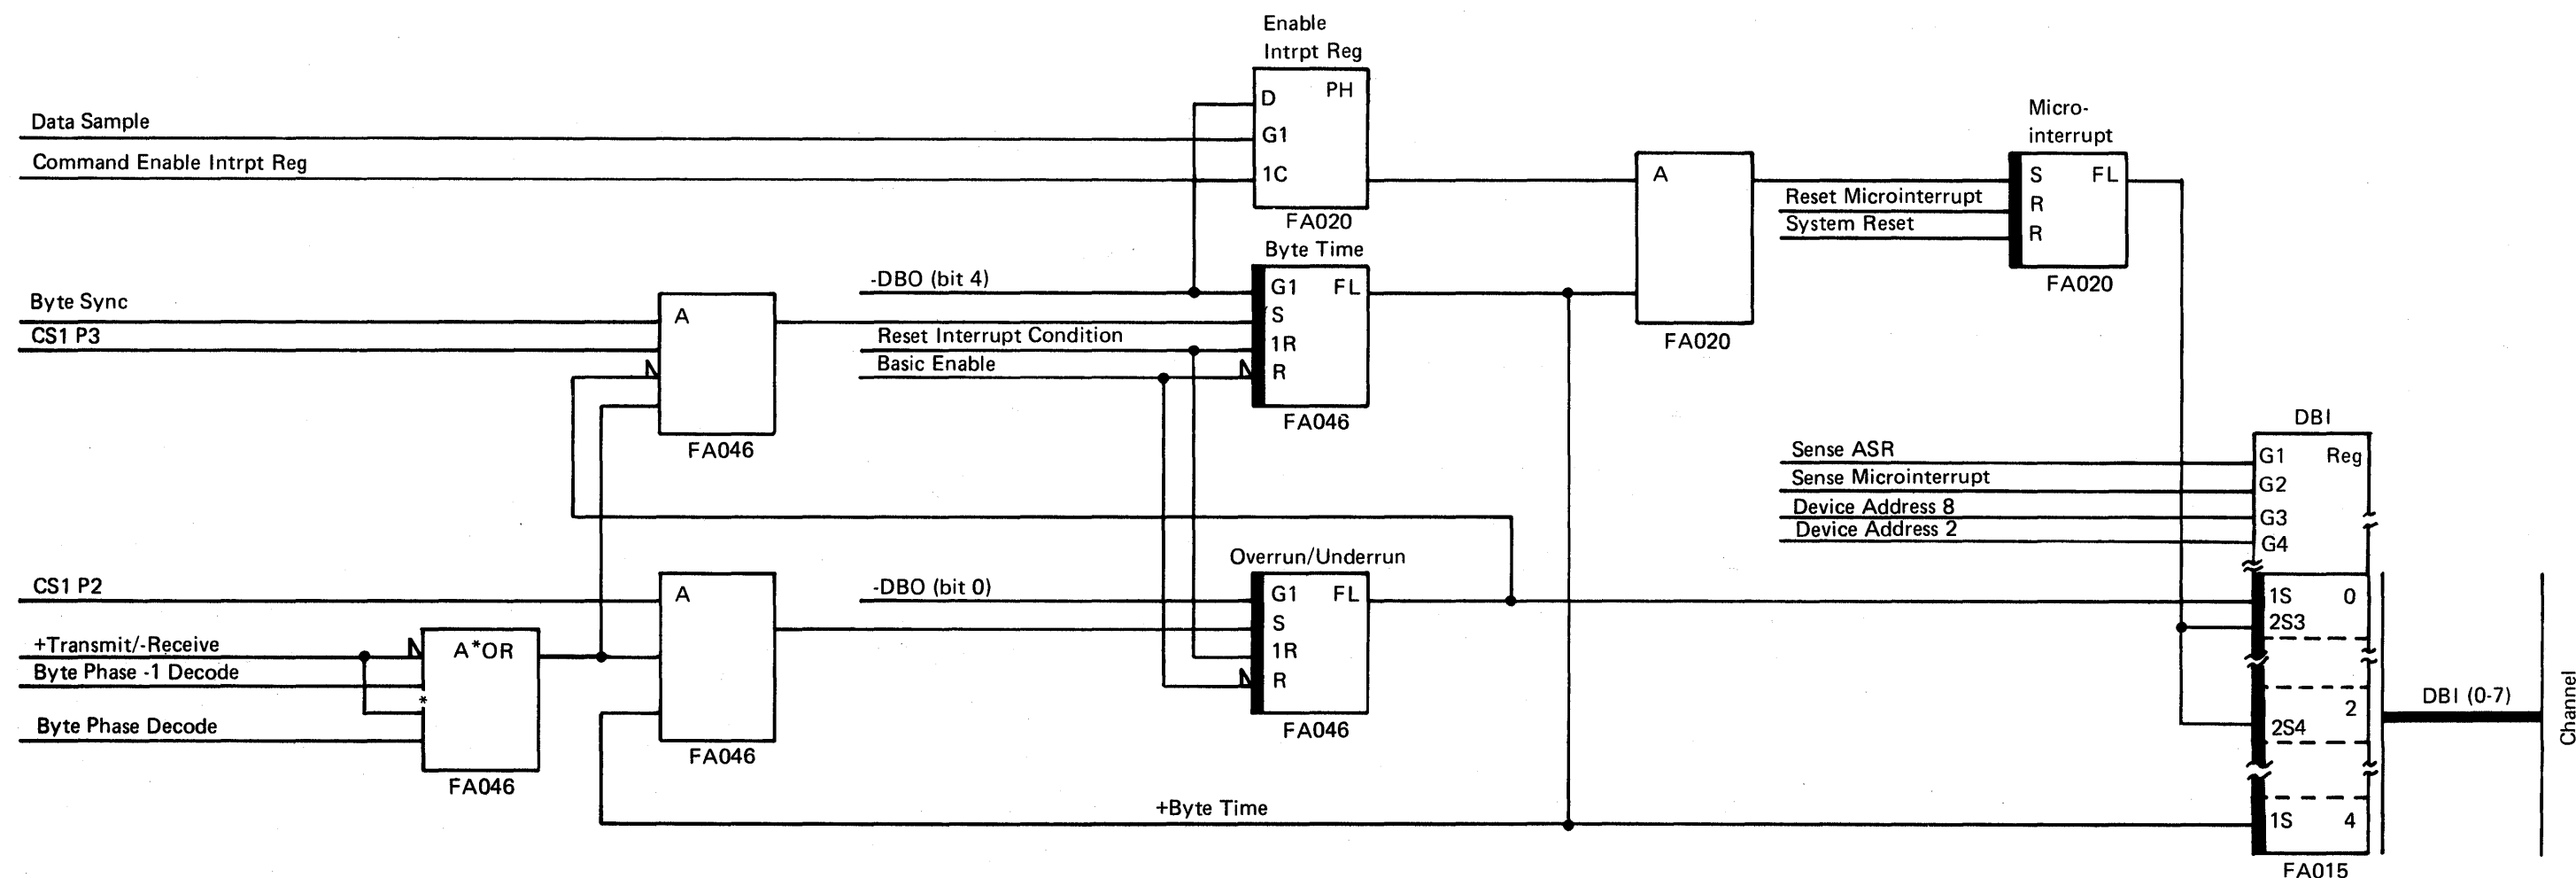 Enable
Intrpt Reg
D PH
G1
1C
FA020
Data Sample
Command Enable Intrpt Reg
Micro-
interrupt
S FL
R
R
FA020
A
FA020
Reset Microinterrupt
System Reset
Byte Time
G1 FL
S
1R
R
FA046
-DBO (bit 4)
Reset Interrupt Condition
Basic Enable
Byte Sync
CS1 P3
A
FA046
DBI
G1 Reg
G2
G3
G4
Sense ASR
Sense Microinterrupt
Device Address 8
Device Address 2
Overrun/Underrun
G1 FL
S
1R
R
FA046
-DBO (bit 0)
CS1 P2
A
FA046
+Transmit/-Receive
Byte Phase -1 Decode
*
Byte Phase Decode
A*OR
FA046
1S 0
2S3
2
2S4
1S 4
FA015
+Byte Time
DBI (0-7)
Channel